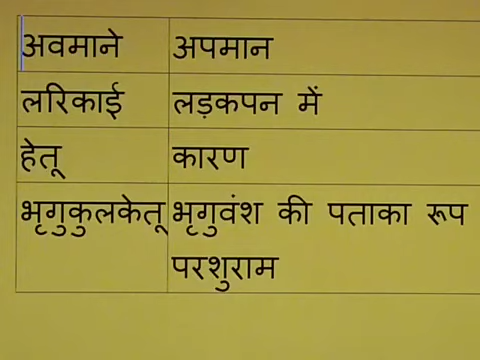 अवमाने अपमान
लरिकाई लड़कपन में
हेतू कारण
भृगुकुलकेतू भृगुवंश की पताका रूप
परशुराम